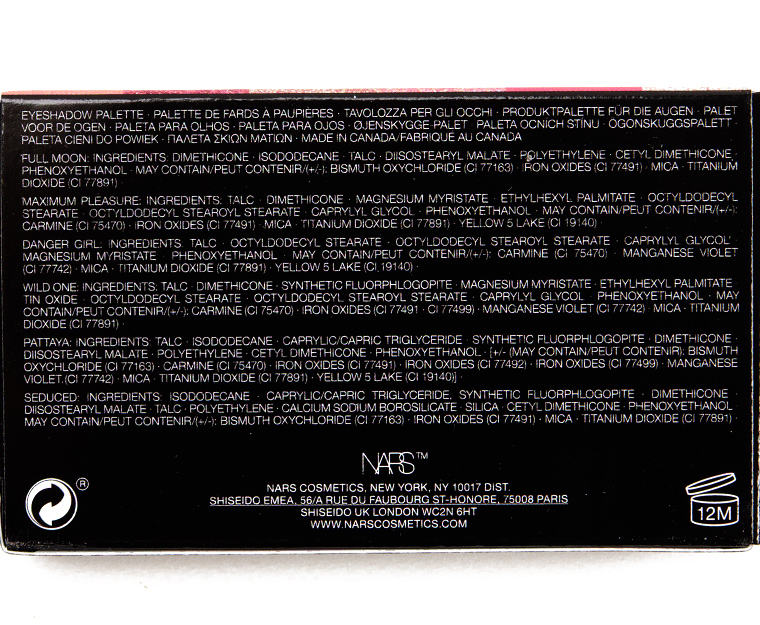 EYESHADOW PALETTE · PALETTE DE FARDS À PAUPIÈRES · TAVOLOZZA PER GLI OCCHI · PRODUKTPALETTE FÜR DIE AUGEN · PALET
VOOR DE OGEN · PALETA PARA OLHOS · PALETA PARA OJOS · ØJENSKYGGE-PALET · PALETA OCNICH STINU · ÖGONSKUGGSPALETT ·
PALETA CIENI DO POWIEK · ΠΑΛΕΤΑ ΣΚΙΩΝ ΜΑΤΙΩΝ · MADE IN CANADA/FABRIQUÉ AU CANADA
FULL MOON: INGREDIENTS: DIMETHICONE · ISODODECANE · TALC · DIISOSTEARYL MALATE · POLYETHYLENE · CETYL DIMETHICONE ·
PHENOXYETHANOL · MAY CONTAIN/PEUT CONTENIR/(+/-): BISMUTH OXYCHLORIDE (CI 77163) · IRON OXIDES (CI 77491) · MICA · TITANIUM
DIOXIDE (CI 77891) ·
MAXIMUM PLEASURE: INGREDIENTS: TALC · DIMETHICONE · MAGNESIUM MYRISTATE · ETHYLHEXYL PALMITATE · OCTYLDODECYL
STEARATE · OCTYLDODECYL STEAROYL STEARATE · CAPRYLYL GLYCOL · PHENOXYETHANOL · MAY CONTAIN/PEUT CONTENIR/(+/-):
CARMINE (CI 75470) · IRON OXIDES (CI 77491) · MICA · TITANIUM DIOXIDE (CI 77891) · YELLOW 5 LAKE (CI 19140) ·
DANGER GIRL: INGREDIENTS: TALC · OCTYLDODECYL STEARATE · OCTYLDODECYL STEAROYL STEARATE · CAPRYLYL GLYCOL ·
MAGNESIUM MYRISTATE · PHENOXYETHANOL · MAY CONTAIN/PEUT CONTENIR/(+/-): CARMINE (CI 75470) · MANGANESE VIOLET
(CI 77742) · MICA · TITANIUM DIOXIDE (CI 77891) · YELLOW 5 LAKE (CI 19140) ·
WILD ONE: INGREDIENTS: TALC · DIMETHICONE · SYNTHETIC FLUORPHLOGOPITE · MAGNESIUM MYRISTATE · ETHYLHEXYL PALMITATE
TIN OXIDE · OCTYLDODECYL STEARATE · OCTYLDODECYL STEAROYL STEARATE · CAPRYLYL GLYCOL · PHENOXYETHANOL · MAY
CONTAIN/PEUT CONTENIR/(+/-): CARMINE (CI 75470) · IRON OXIDES (CI 77491 · CI 77499) · MANGANESE VIOLET (CI 77742) · MICA · TITANIUM
DIOXIDE (CI 77891) ·
PATTAYA: INGREDIENTS: TALC · ISODODECANE · CAPRYLIC/CAPRIC TRIGLYCERIDE · SYNTHETIC FLUORPHLOGOPITE · DIMETHICONE ·
DIISOSTEARYL MALATE · POLYETHYLENE · CETYL DIMETHICONE · PHENOXYETHANOL · [+/- (MAY CONTAIN/PEUT CONTENIR): BISMUTH
OXYCHLORIDE (CI 77163) · CARMINE (CI 75470) · IRON OXIDES (CI 77491) · IRON OXIDES (CI 77492) · IRON OXIDES (CI 77499) · MANGANESE
VIOLET (CI 77742) · MICA · TITANIUM DIOXIDE (CI 77891) · YELLOW 5 LAKE (CI 19140)] ·
SEDUCED: INGREDIENTS: ISODODECANE · CAPRYLIC/CAPRIC TRIGLYCERIDE, SYNTHETIC FLUORPHLOGOPITE · DIMETHICONE ·
DIISOSTEARYL MALATE · TALC · POLYETHYLENE · CALCIUM SODIUM BOROSILICATE · SILICA · CETYL DIMETHICONE · PHENOXYETHANOL
MAY CONTAIN/PEUT CONTENIR/(+/-): BISMUTH OXYCHLORIDE (CI 77163) · IRON OXIDES (CI 77491) · MICA · TITANIUM DIOXIDE (CI 77891) ·
NARS™
NARS COSMETICS, NEW YORK, NY 10017 DIST.
SHISEIDO EMEA, 56/A RUE DU FAUBOURG ST-HONORE, 75008 PARIS
SHISEIDO UK LONDON WC2N 6HT
WWW.NARSCOSMETICS.COM
®
12M